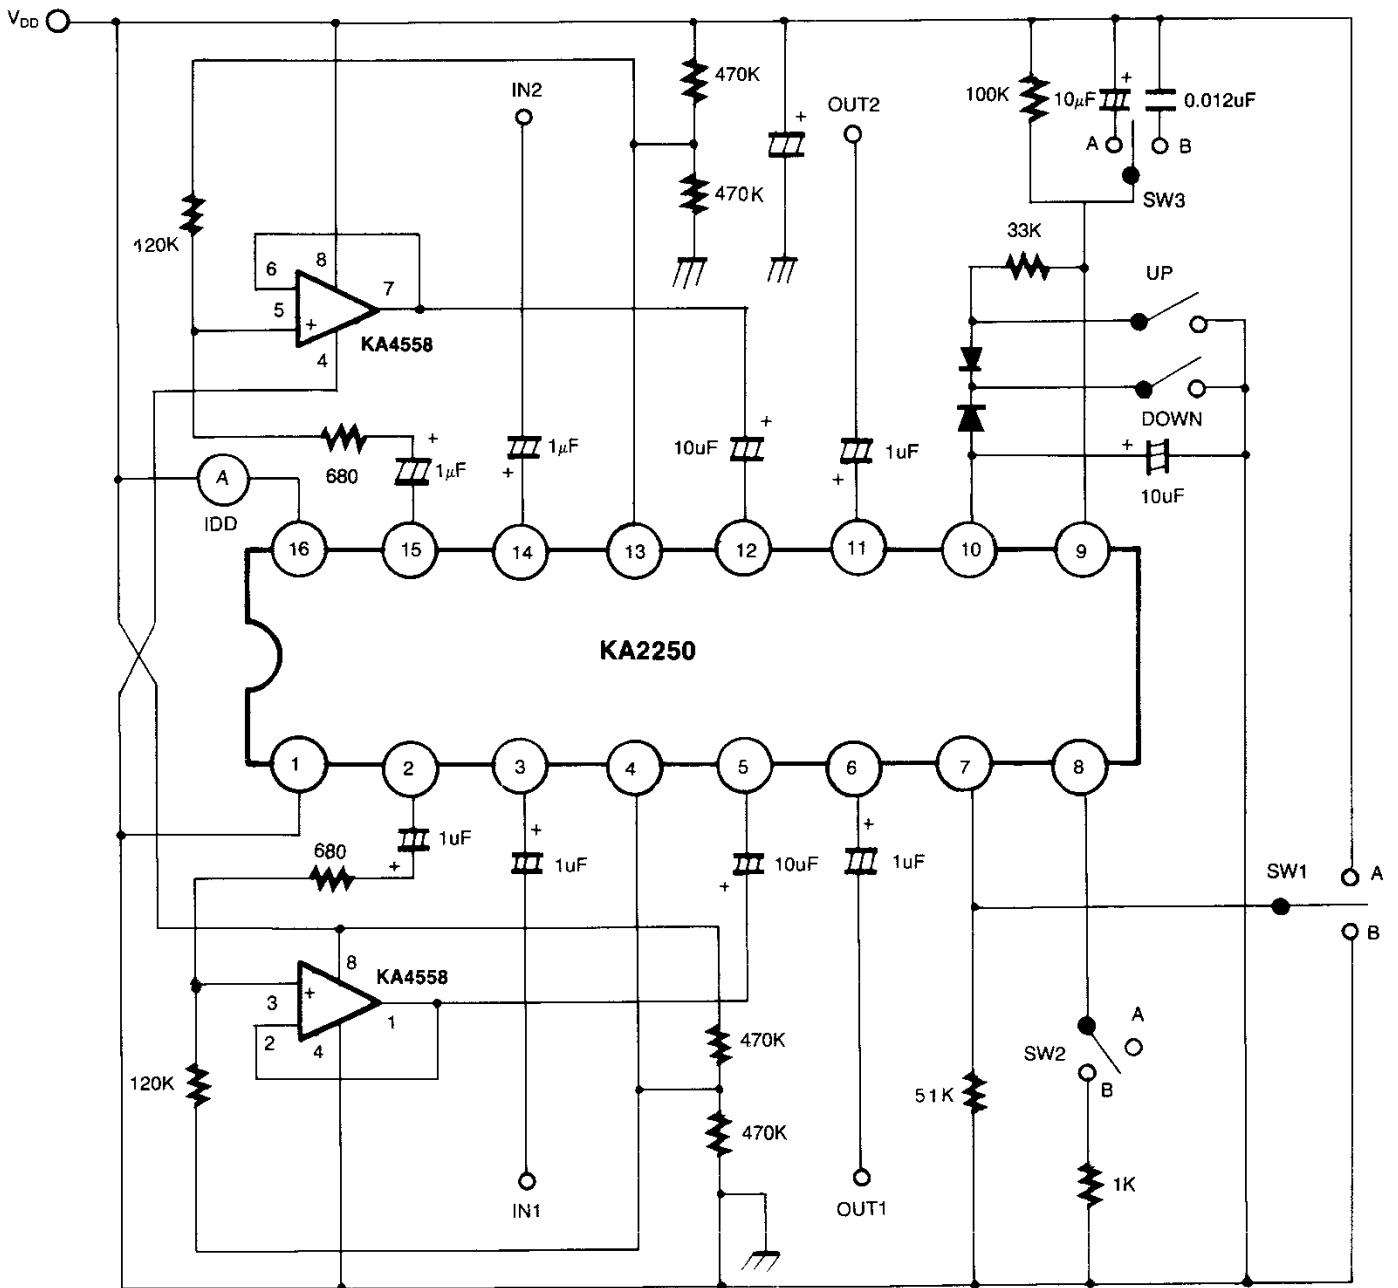 VDD
470K
IN2
OUT2
+
100K
10μF
+
0.012uF
A
B
SW3
470K
120K
33K
UP
6
8
7
5
+
4
KA4558
DOWN
680
+
1μF
+
1μF
+
10uF
+
1uF
+
10uF
A
IDD
16
15
14
13
12
11
10
9
KA2250
1
2
3
4
5
6
7
8
680
+
1uF
+
1uF
+
10uF
+
1uF
SW1
A
B
8
KA4558
+
3
1
2
4
120K
470K
470K
SW2
A
B
51K
1K
IN1
OUT1